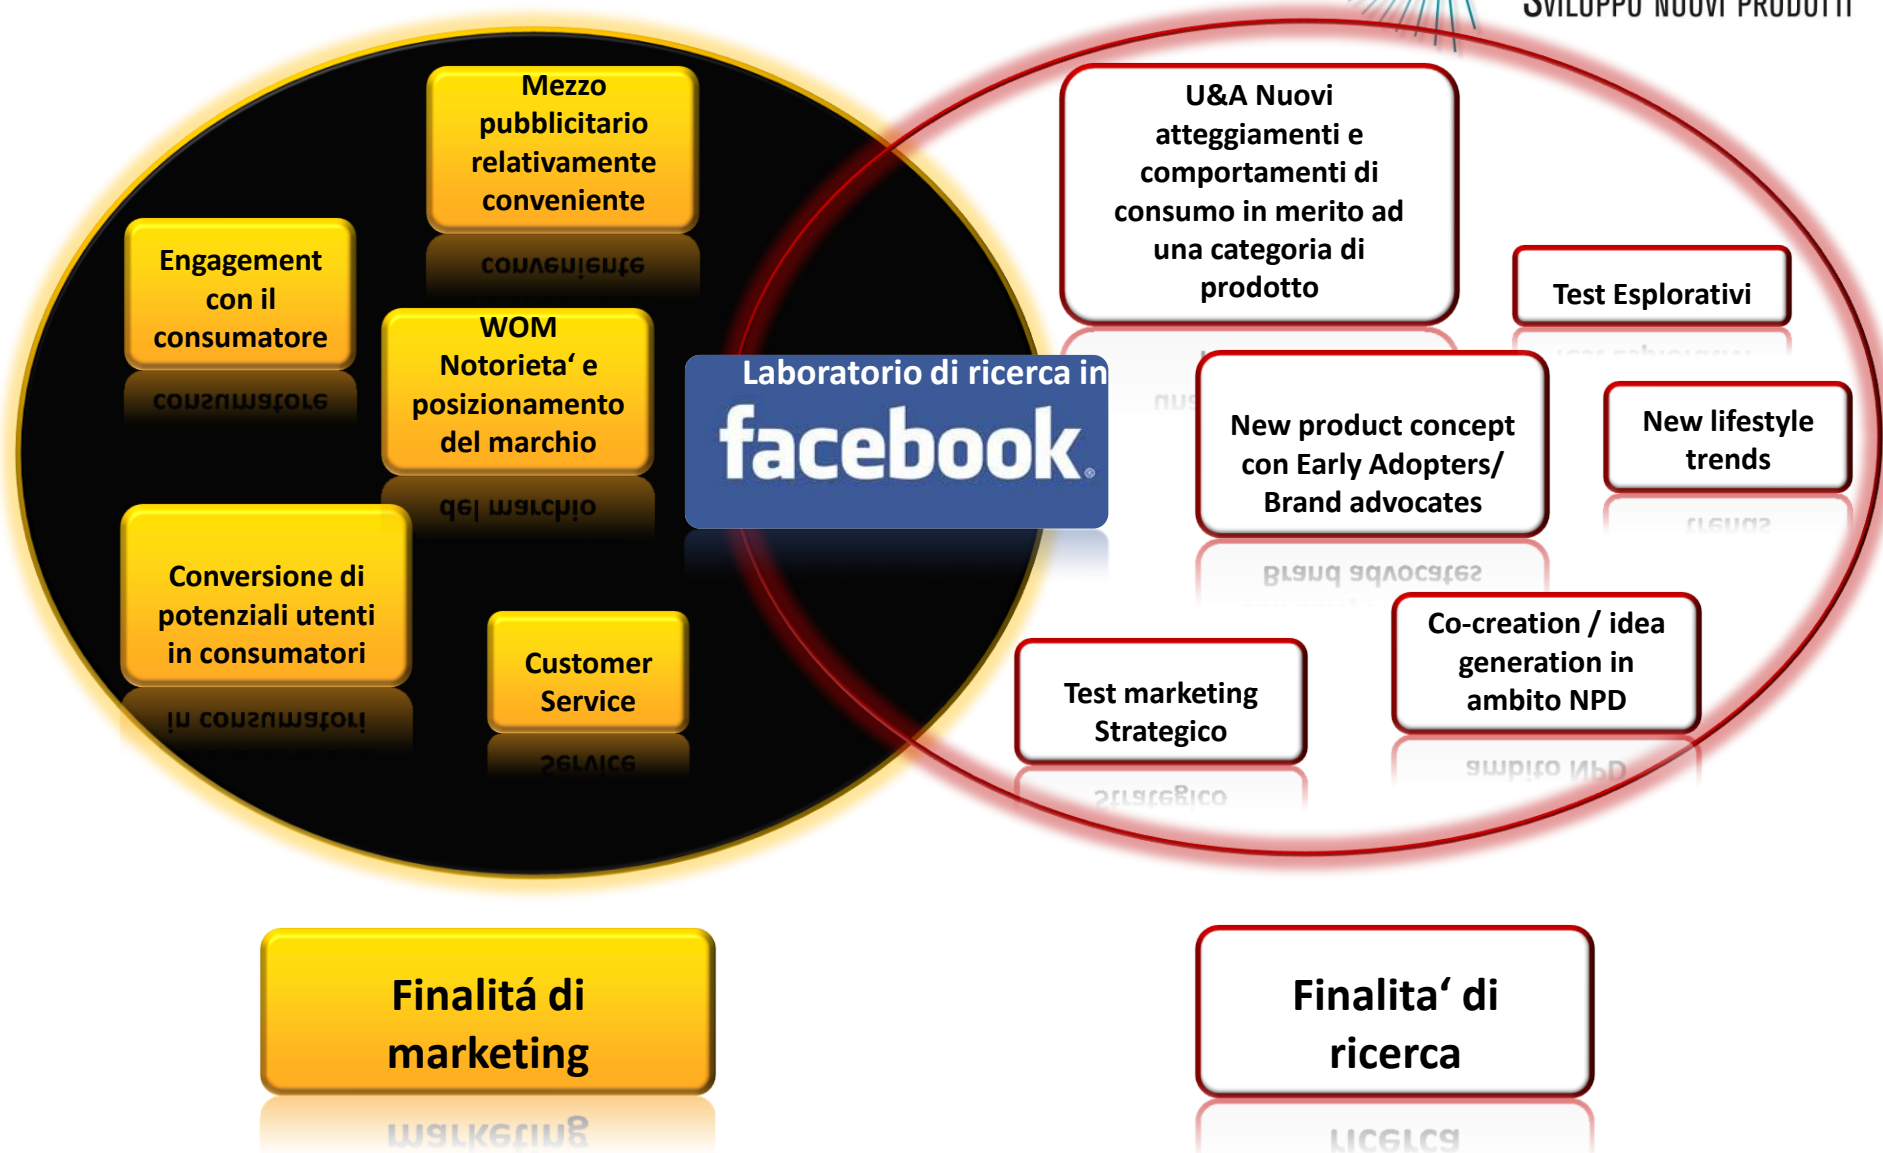 SVILUPPO NUOVI PRODOTTI
Mezzo
pubblicitario
relativamente
conveniente
Engagement
con il
consumatore
WOM
Notorieta‘ e
posizionamento
del marchio
Conversione di
potenziali utenti
in consumatori
Customer
Service
Laboratorio di ricerca in
facebook®
U&A Nuovi
atteggiamenti e
comportamenti di
consumo in merito ad
una categoria di
prodotto
Test Esplorativi
New product concept
con Early Adopters/
Brand advocates
New lifestyle
trends
Co-creation / idea
generation in
ambito NPD
Test marketing
Strategico
Finalitá di
marketing
Finalita‘ di
ricerca